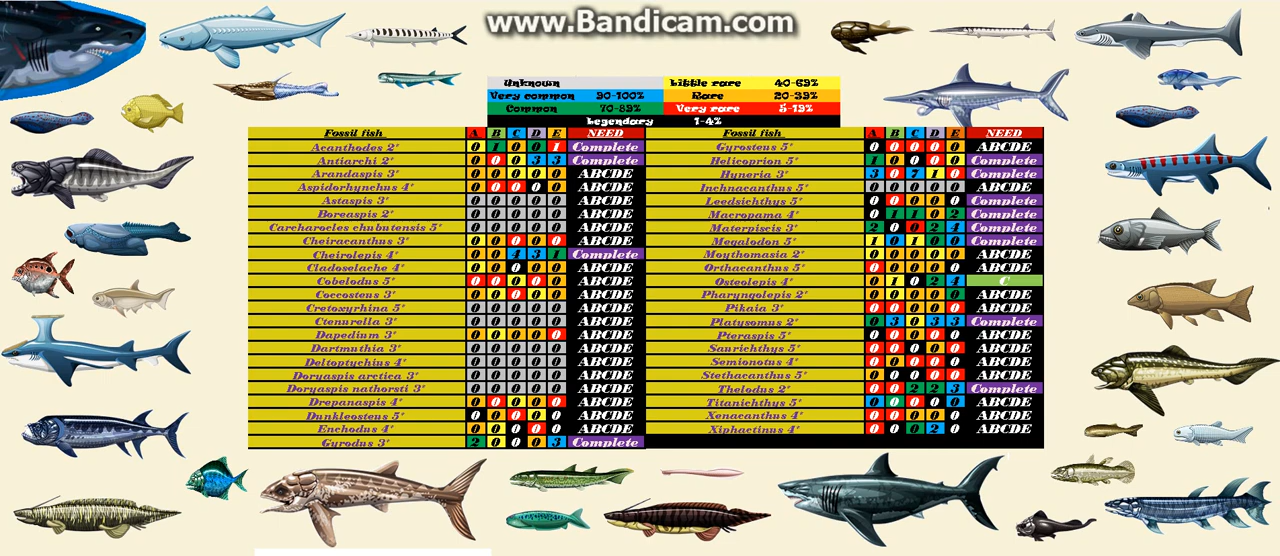 www.Bandicam.com
Unknown Little rare 40-69%
Very common 90-100% Rare 20-39%
Common 70-89% Very rare 5-19%
Legendary 1-4%
Fossil fish A B C D E NEED Fossil fish A B C D E NEED
Acanthodes 2* 0 1 0 0 1 Complete Gyrosteus 5* 0 0 0 0 0 ABCDE
Antiarchi 2* 0 0 0 3 3 Complete Helicoprion 5* 1 0 0 0 0 Complete
Arandaspis 3* 0 0 0 0 0 ABCDE Hyneria 3* 3 0 7 1 0 Complete
Aspidorhynchus 4* 0 0 0 0 0 ABCDE Inchnacanthus 5* 0 0 0 0 0 ABCDE
Astaspis 3* 0 0 0 0 0 ABCDE Leedsichthys 5* 0 0 0 0 0 Complete
Boreaspis 2* 0 0 0 0 0 ABCDE Macropama 4* 0 1 1 0 2 Complete
Carcharocles chubutensis 5* 0 0 0 0 0 ABCDE Materpiscis 3* 2 0 0 2 4 Complete
Cheiracanthus 3* 0 0 0 0 0 ABCDE Megalodon 5* 1 0 1 0 0 Complete
Cheirolepis 4* 0 0 4 3 1 Complete Moythomasia 2* 0 0 0 0 0 ABCDE
Cladoselache 4* 0 0 0 0 0 ABCDE Orthacanthus 5* 0 0 0 0 0 ABCDE
Cobelodus 5* 0 0 0 0 0 ABCDE Osteolepis 4* 0 1 0 2 4 C
Coccosteus 3* 0 0 0 0 0 ABCDE Pharyngolepis 2* 0 0 0 0 0 ABCDE
Cretoxyrhina 5* 0 0 0 0 0 ABCDE Pikaia 3* 0 0 0 0 0 ABCDE
Ctenurella 3* 0 0 0 0 0 ABCDE Platysomus 2* 0 3 0 3 3 Complete
Dapedium 3* 0 0 0 0 0 ABCDE Pteraspis 5* 0 0 0 0 0 ABCDE
Dartmuthia 3* 0 0 0 0 0 ABCDE Saurichthys 5* 0 0 0 0 0 ABCDE
Deltoptychius 4* 0 0 0 0 0 ABCDE Semionotus 4* 0 0 0 0 0 ABCDE
Doryaspis arctica 3* 0 0 0 0 0 ABCDE Stethacanthus 5* 0 0 0 0 0 ABCDE
Doryaspis nathorsti 3* 0 0 0 0 0 ABCDE Thelodus 2* 0 0 2 2 3 Complete
Drepanaspis 4* 0 0 0 0 0 ABCDE Titanichthys 5* 0 0 0 0 0 ABCDE
Dunkleosteus 5* 0 0 0 0 0 ABCDE Xenacanthus 4* 0 0 0 0 0 ABCDE
Enchodus 4* 0 0 0 0 0 ABCDE Xiphactinus 4* 0 0 0 2 0 ABCDE
Gyrodus 3* 2 0 0 0 3 Complete